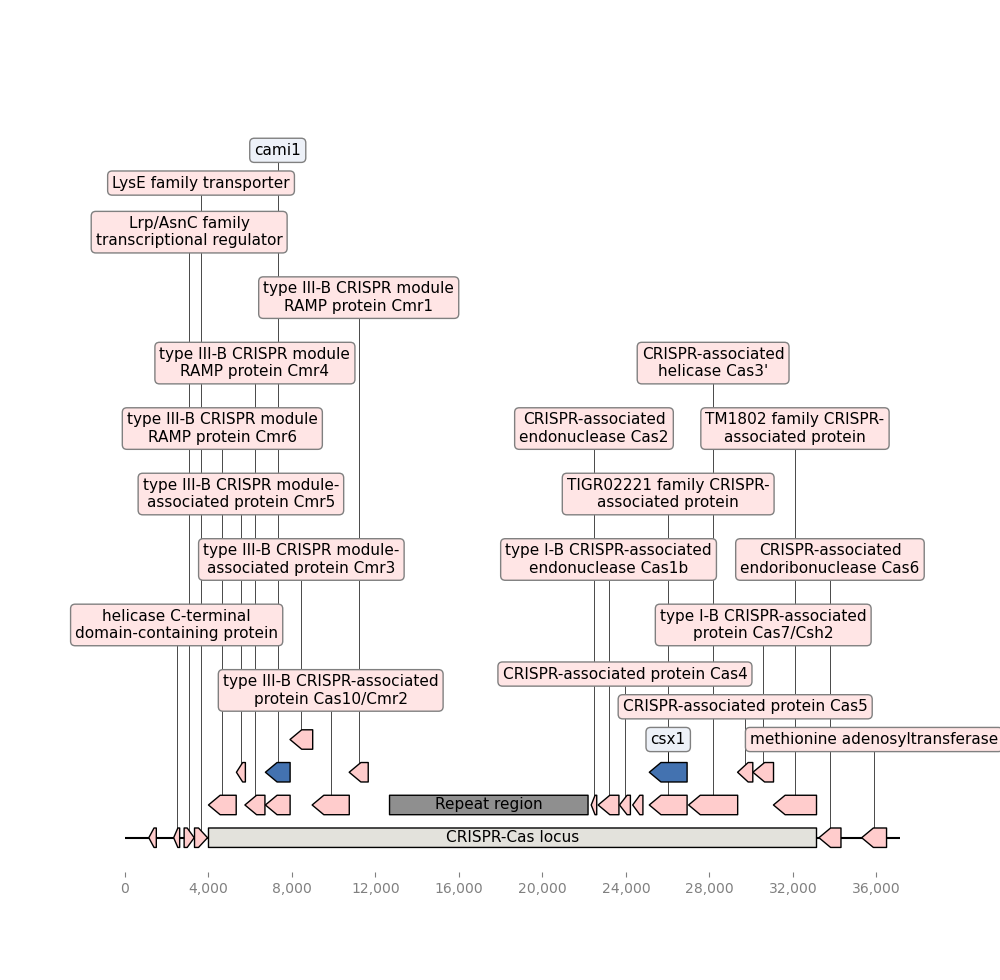 cami1
LysE family transporter
Lrp/AsnC family
transcriptional regulator
type III-B CRISPR module
RAMP protein Cmr1
type III-B CRISPR module
RAMP protein Cmr4
CRISPR-associated
helicase Cas3'
type III-B CRISPR module
RAMP protein Cmr6
CRISPR-associated
endonuclease Cas2
TM1802 family CRISPR-
associated protein
type III-B CRISPR module-
associated protein Cmr5
TIGR02221 family CRISPR-
associated protein
type III-B CRISPR module-
associated protein Cmr3
type I-B CRISPR-associated
endonuclease Cas1b
CRISPR-associated
endoribonuclease Cas6
helicase C-terminal
domain-containing protein
type I-B CRISPR-associated
protein Cas7/Csh2
type III-B CRISPR-associated
protein Cas10/Cmr2
CRISPR-associated protein Cas4
CRISPR-associated protein Cas5
csx1
methionine adenosyltransferase
Repeat region
CRISPR-Cas locus
0 4,000 8,000 12,000 16,000 20,000 24,000 28,000 32,000 36,000